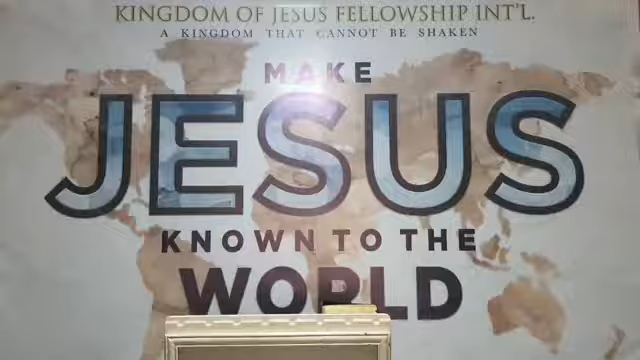 KINGDOM OF JESUS FELLOWSHIP INT'L.
A KINGDOM THAT CANNOT BE SHAKEN
MAKE
JESUS
KNOWN TO THE
WORLD